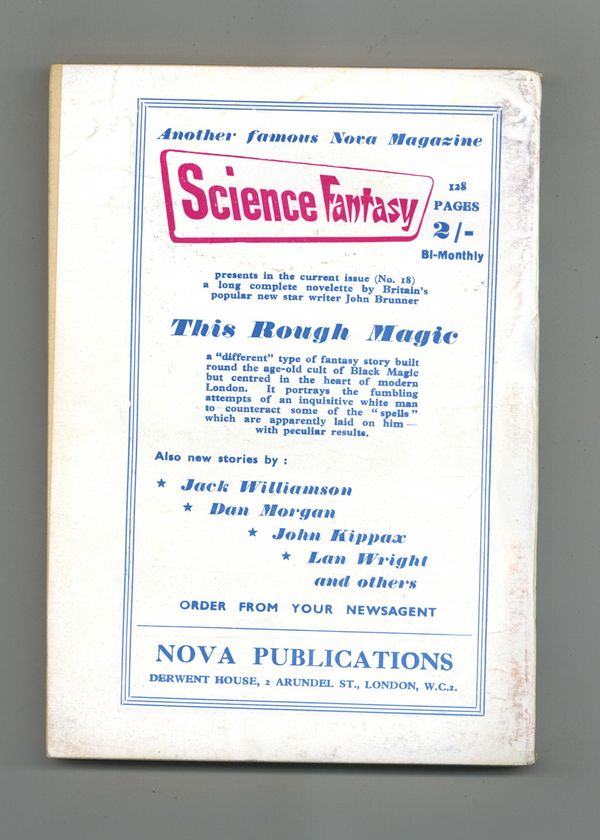 Another famous Nova Magazine
Science Fantasy
128
PAGES
2/-
Bi-Monthly
presents in the current issue (No. 18)
a long complete novelette by Britain's
popular new star writer John Brunner
This Rough Magic
a "different" type of fantasy story built
round the age-old cult of Black Magic
but centred in the heart of modern
London. It portrays the fumbling
attempts of an inquisitive white man
to counteract some of the "spells"
which are apparently laid on him —
with peculiar results.
Also new stories by :
★ Jack Williamson
★ Dan Morgan
★ John Kippax
★ Lan Wright
and others
ORDER FROM YOUR NEWSAGENT
NOVA PUBLICATIONS
DERWENT HOUSE, 2 ARUNDEL ST., LONDON, W.C.2.